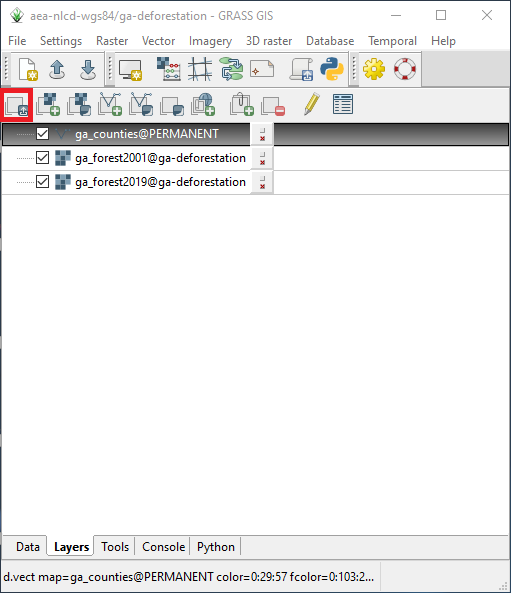 aea-nlcd-wgs84/ga-deforestation - GRASS GIS
File Settings Raster Vector Imagery 3D raster Database Temporal Help
ga_counties@PERMANENT
ga_forest2001@ga-deforestation
ga_forest2019@ga-deforestation
Data Layers Tools Console Python
d.vect map=ga_counties@PERMANENT color=0:29:57 fcolor=0:103:2...